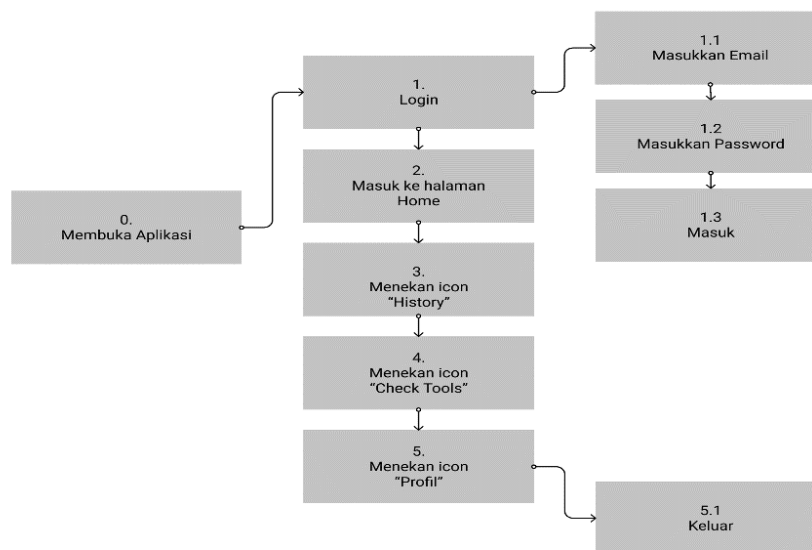 0.
Membuka Aplikasi
1.
Login
1.1
Masukkan Email
1.2
Masukkan Password
1.3
Masuk
2.
Masuk ke halaman
Home
3.
Menekan icon
“History”
4.
Menekan icon
“Check Tools”
5.
Menekan icon
“Profil”
5.1
Keluar